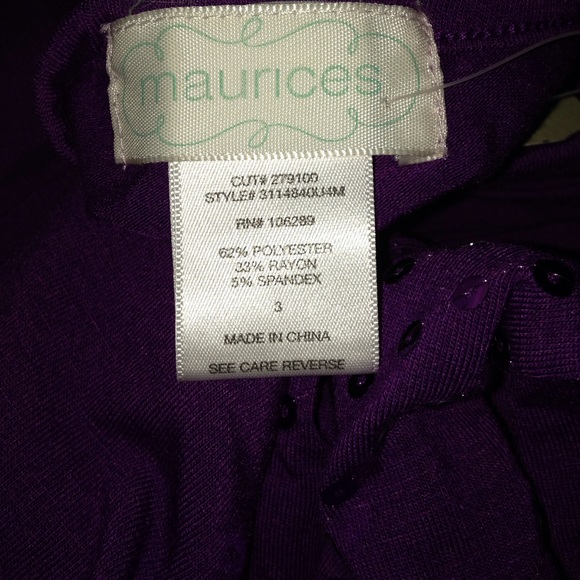 maurices
CUT# 279100
STYLE# 3114840U4M
RN# 106289
62% POLYESTER
33% RAYON
5% SPANDEX
3
MADE IN CHINA
SEE CARE REVERSE